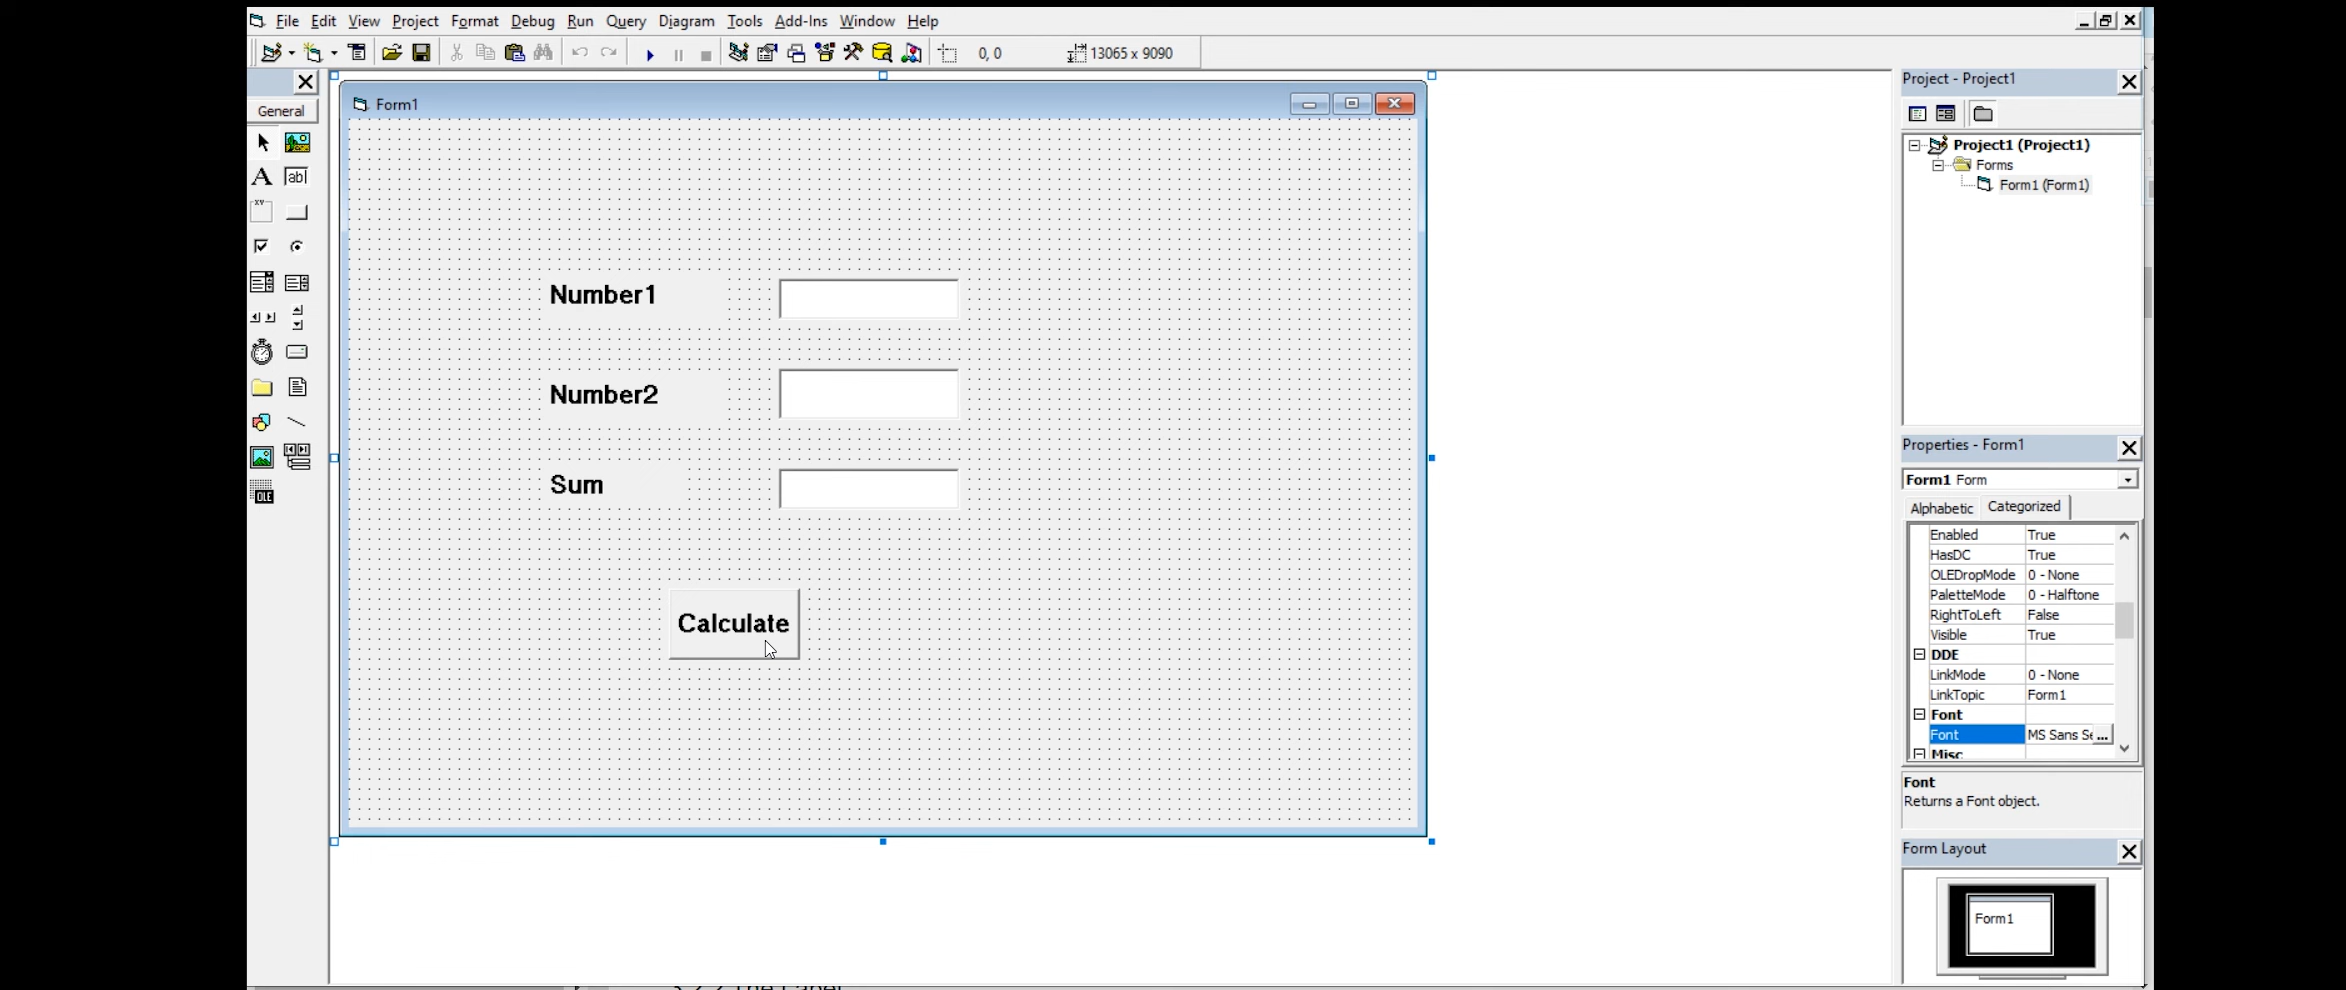 File Edit View Project Format Debug Run Query Diagram Tools Add-Ins Window Help
0, 0 13065 x 9090
General
A ab|
XY
OLE
Form1
Number1
Number2
Sum
Calculate
Project - Project1
Project1 (Project1)
Forms
Form1 (Form1)
Properties - Form1
Form1 Form
Alphabetic Categorized
Enabled True
HasDC True
OLEDropMode 0 - None
PaletteMode 0 - Halftone
RightToLeft False
Visible True
DDE
LinkMode 0 - None
LinkTopic Form1
Font
Font MS Sans Se ...
Misc
Font
Returns a Font object.
Form Layout
Form1